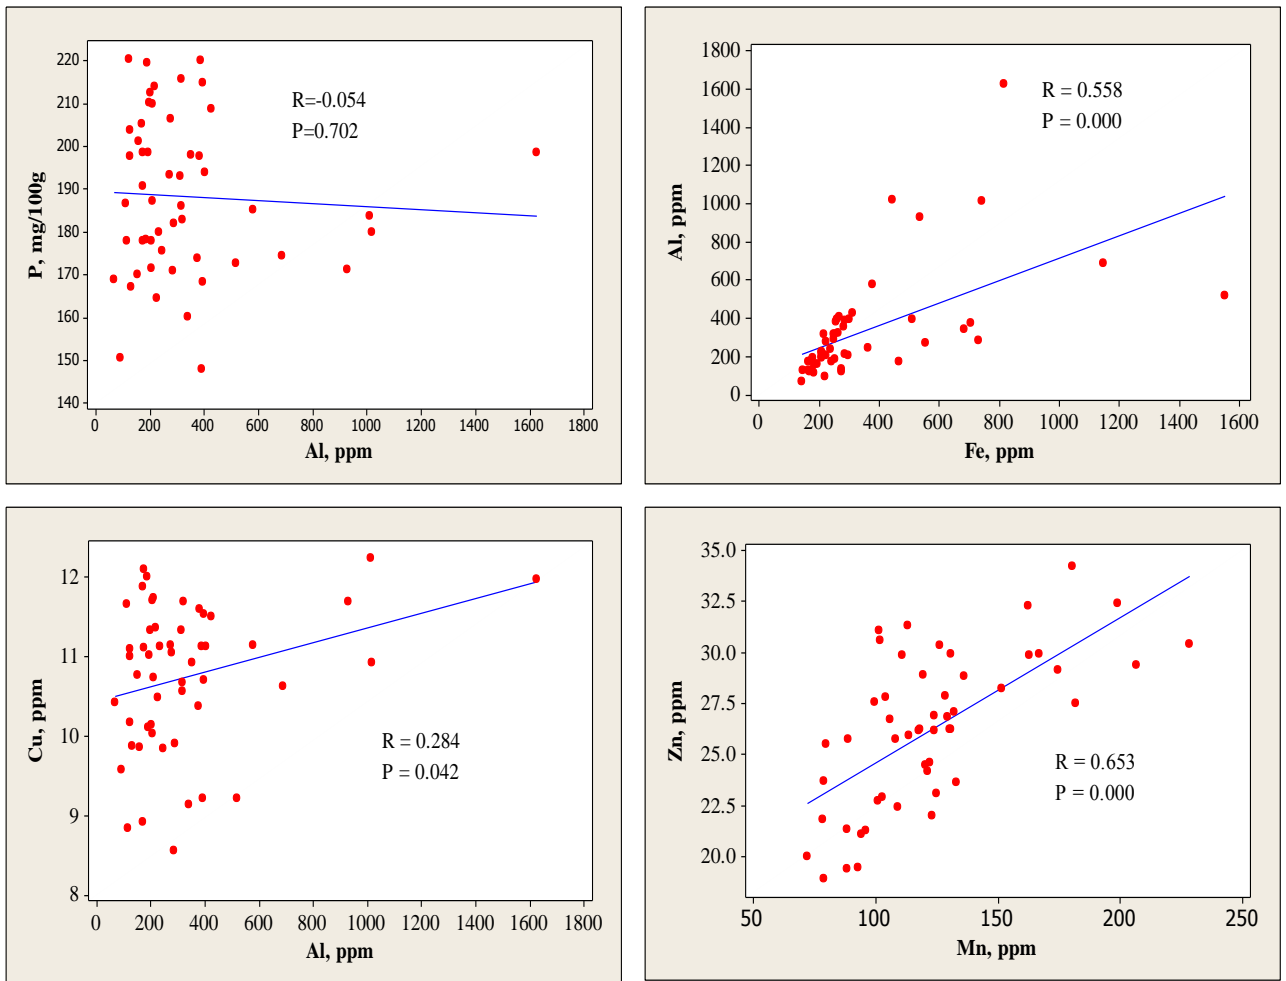 220
210
200
190
180
170
160
150
140
P, mg/100g
R=-0.054
P=0.702
0 200 400 600 800 1000 1200 1400 1600 1800
Al, ppm
1800
1600
1400
1200
1000
800
600
400
200
0
Al, ppm
R = 0.558
P = 0.000
0 200 400 600 800 1000 1200 1400 1600
Fe, ppm
12
11
10
9
8
Cu, ppm
R = 0.284
P = 0.042
0 200 400 600 800 1000 1200 1400 1600 1800
Al, ppm
35.0
32.5
30.0
27.5
25.0
22.5
20.0
Zn, ppm
R = 0.653
P = 0.000
50 100 150 200 250
Mn, ppm